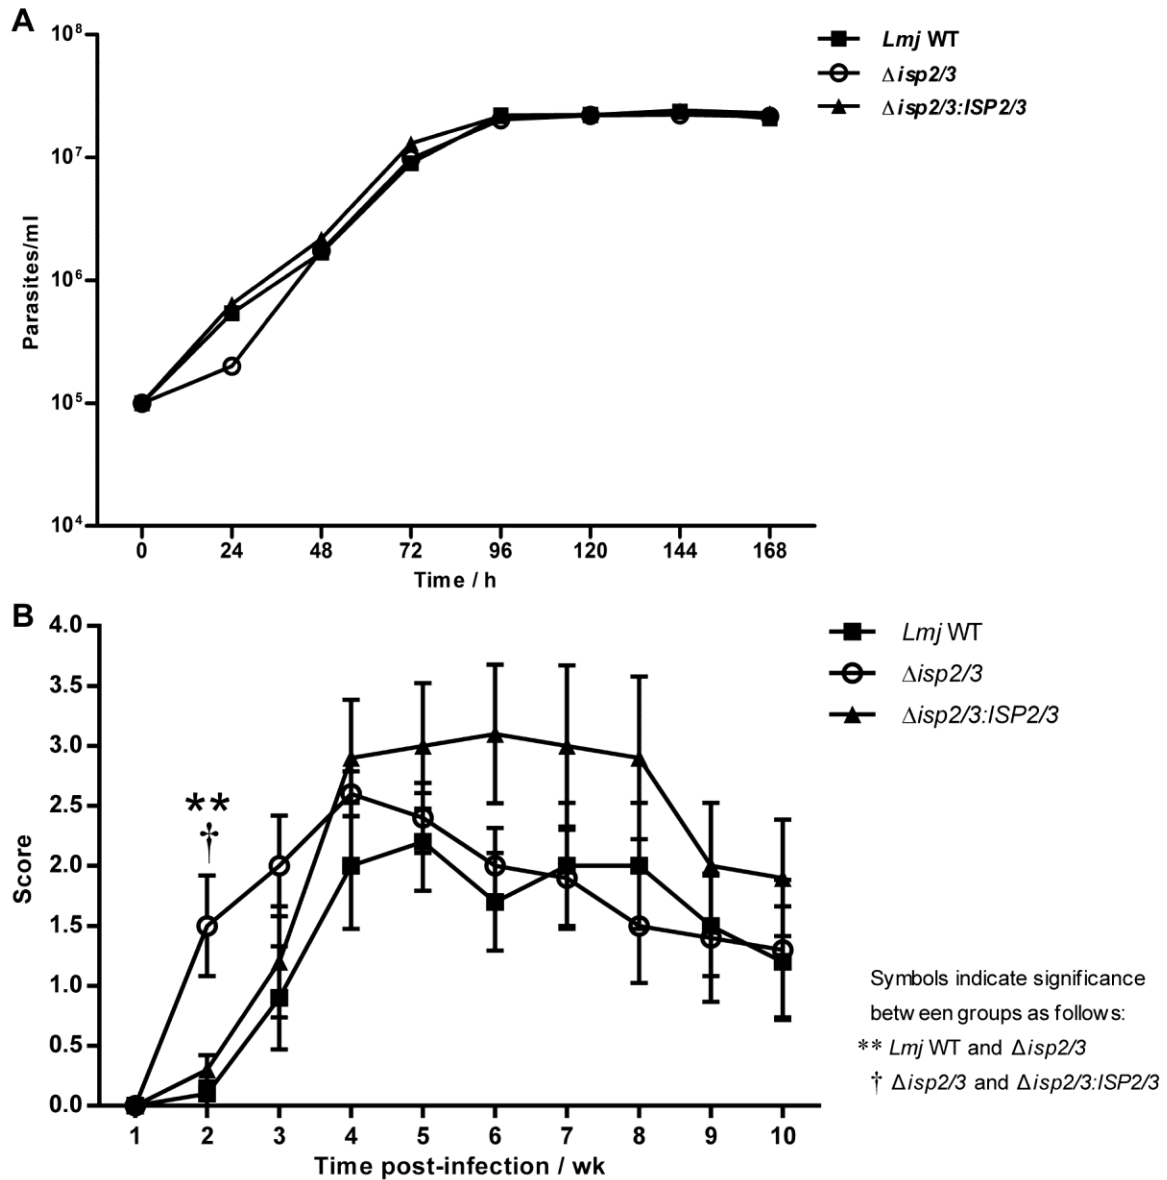 A
10⁸
10⁷
10⁶
10⁵
10⁴
Parasites/ml
0 24 48 72 96 120 144 168
Time / h
Lmj WT
Δisp2/3
Δisp2/3:ISP2/3
B
4.0
3.5
3.0
2.5
2.0
1.5
1.0
0.5
0.0
Score
**
†
1 2 3 4 5 6 7 8 9 10
Time post-infection / wk
Lmj WT
Δisp2/3
Δisp2/3:ISP2/3
Symbols indicate significance
between groups as follows:
** Lmj WT and Δisp2/3
† Δisp2/3 and Δisp2/3:ISP2/3